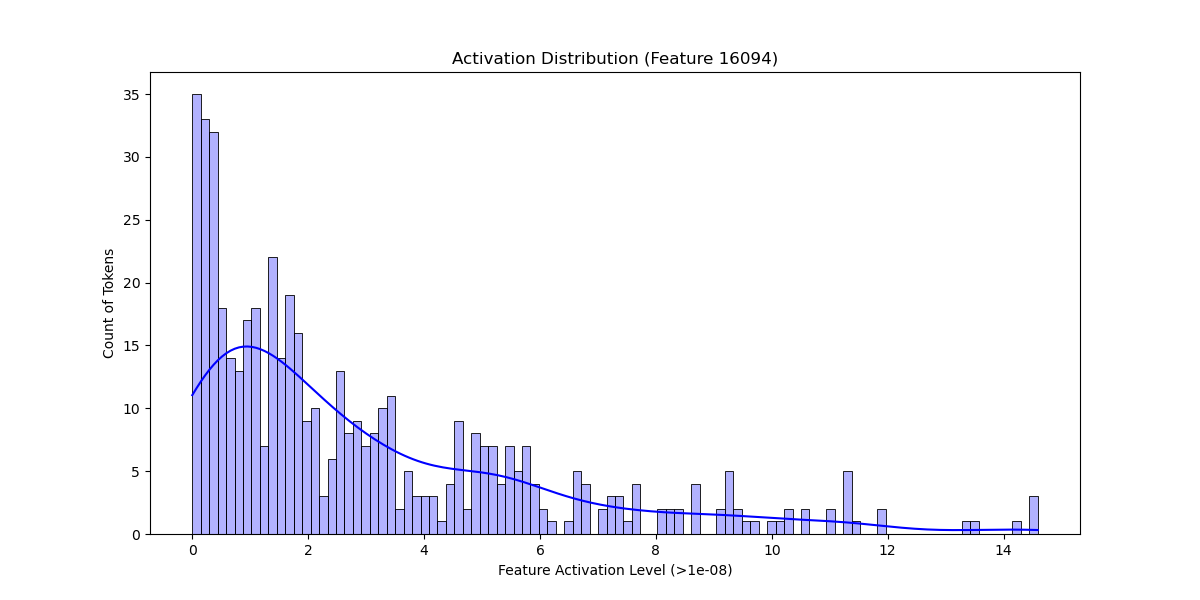 Activation Distribution (Feature 16094)
Count of Tokens
35
30
25
20
15
10
5
0
0 2 4 6 8 10 12 14
Feature Activation Level (>1e-08)